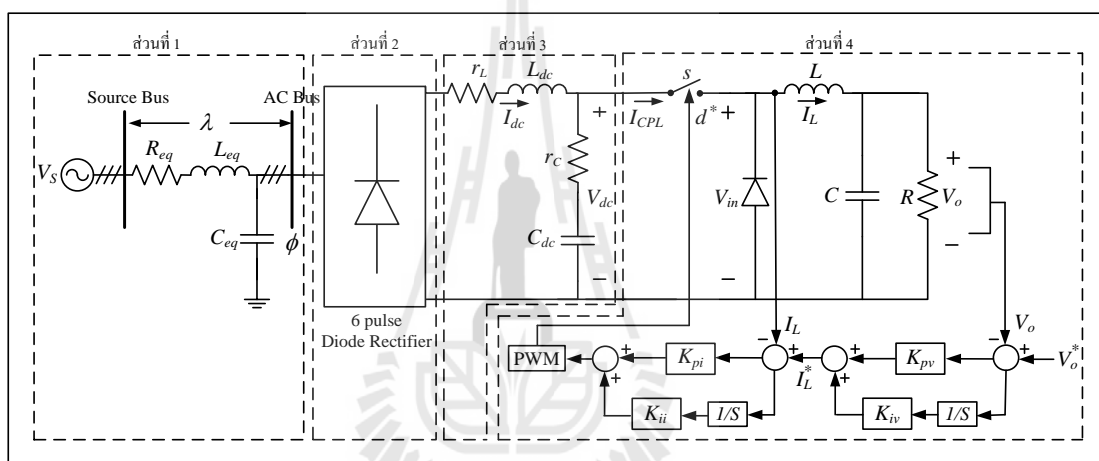 ส่วนที่ 1
ส่วนที่ 2
ส่วนที่ 3
ส่วนที่ 4
Source Bus
AC Bus
λ
V_S
R_eq
L_eq
C_eq
ϕ
6 pulse
Diode Rectifier
r_L
L_dc
I_dc
+
r_C
V_dc
C_dc
−
s
I_CPL
d*
+
V_in
−
L
I_L
C
R
+
V_o
−
I_L
V_o
PWM
+
+
K_pi
−
+
I_L*
+
+
K_pv
−
+
V_o*
K_ii
1/S
K_iv
1/S